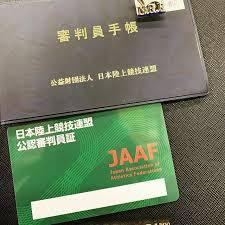 審判員手帳
公益財団法人 日本陸上競技連盟
日本陸上競技連盟
公認審判員証
JAAF
Japan Association of
Athletics Federations